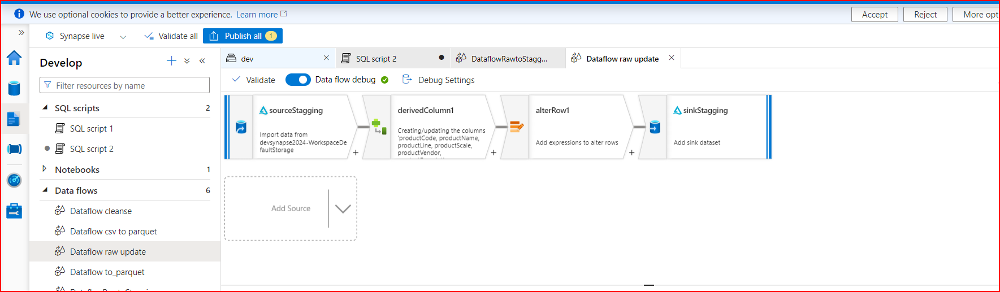 We use optional cookies to provide a better experience. Learn more
Accept
Reject
More opt
Synapse live
Validate all
Publish all 1
Develop
Filter resources by name
SQL scripts 2
SQL script 1
SQL script 2
Notebooks 1
Data flows 6
Dataflow cleanse
Dataflow csv to parquet
Dataflow raw update
Dataflow to_parquet
dev
SQL script 2
DataflowRawtoStagg...
Dataflow raw update
Validate
Data flow debug
Debug Settings
sourceStagging
Import data from
devsynapse2024-WorkspaceDe
faultStorage
+
derivedColumn1
Creating/updating the columns
'productCode, productName,
productLine, productScale,
productVendor,
+
alterRow1
Add expressions to alter rows
+
sinkStagging
Add sink dataset
Add Source